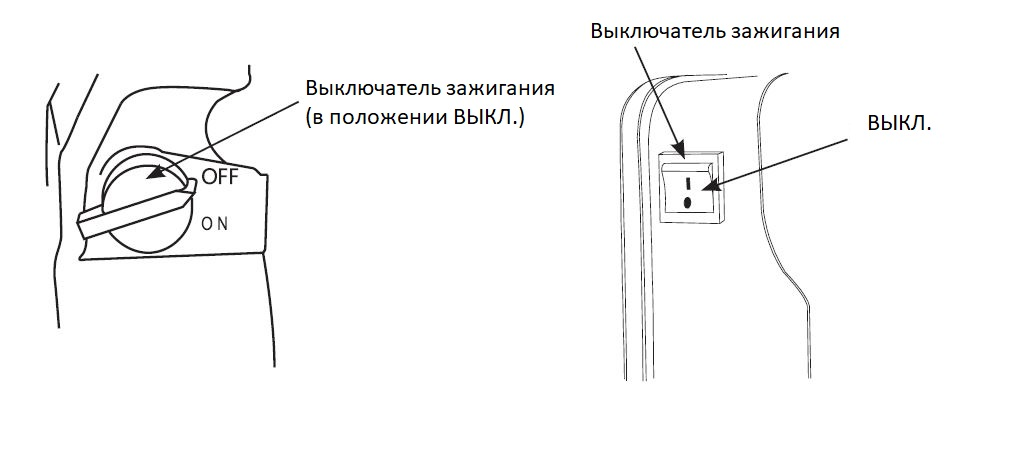 Выключатель зажигания
(в положении ВЫКЛ.)
OFF
ON
Выключатель зажигания
ВЫКЛ.